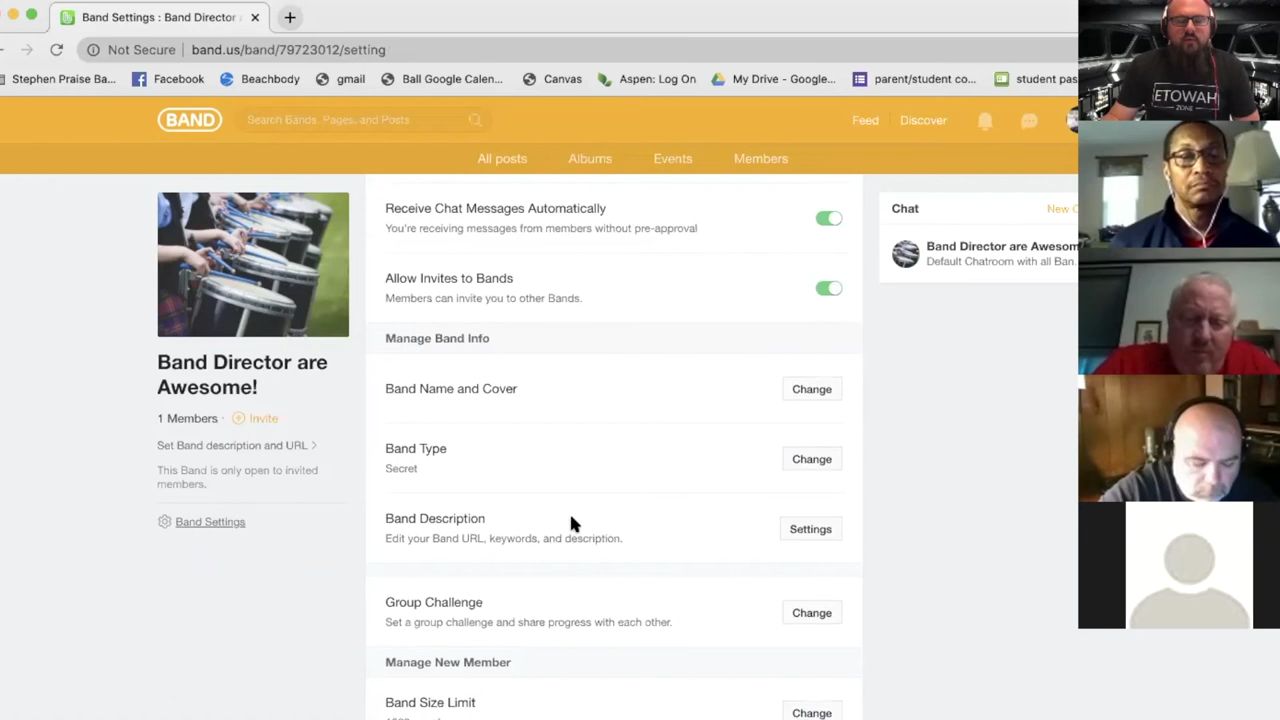 Band Settings : Band Director
Not Secure band.us/band/79723012/setting
Stephen Praise Ba... Facebook Beachbody gmail Ball Google Calen... Canvas Aspen: Log On My Drive - Google... parent/student co... student pas
BAND Search Bands, Pages, and Posts Feed Discover
All posts Albums Events Members
Receive Chat Messages Automatically
You're receiving messages from members without pre-approval
Allow Invites to Bands
Members can invite you to other Bands.
Manage Band Info
Band Name and Cover Change
Band Type Change
Secret
Band Description Settings
Edit your Band URL, keywords, and description.
Group Challenge Change
Set a group challenge and share progress with each other.
Manage New Member
Band Size Limit Change
Band Director are
Awesome!
1 Members · Invite
Set Band description and URL >
This Band is only open to invited
members.
Band Settings
Chat New
Band Director are Awesom
Default Chatroom with all Ban.
ETOWAH
ZONE